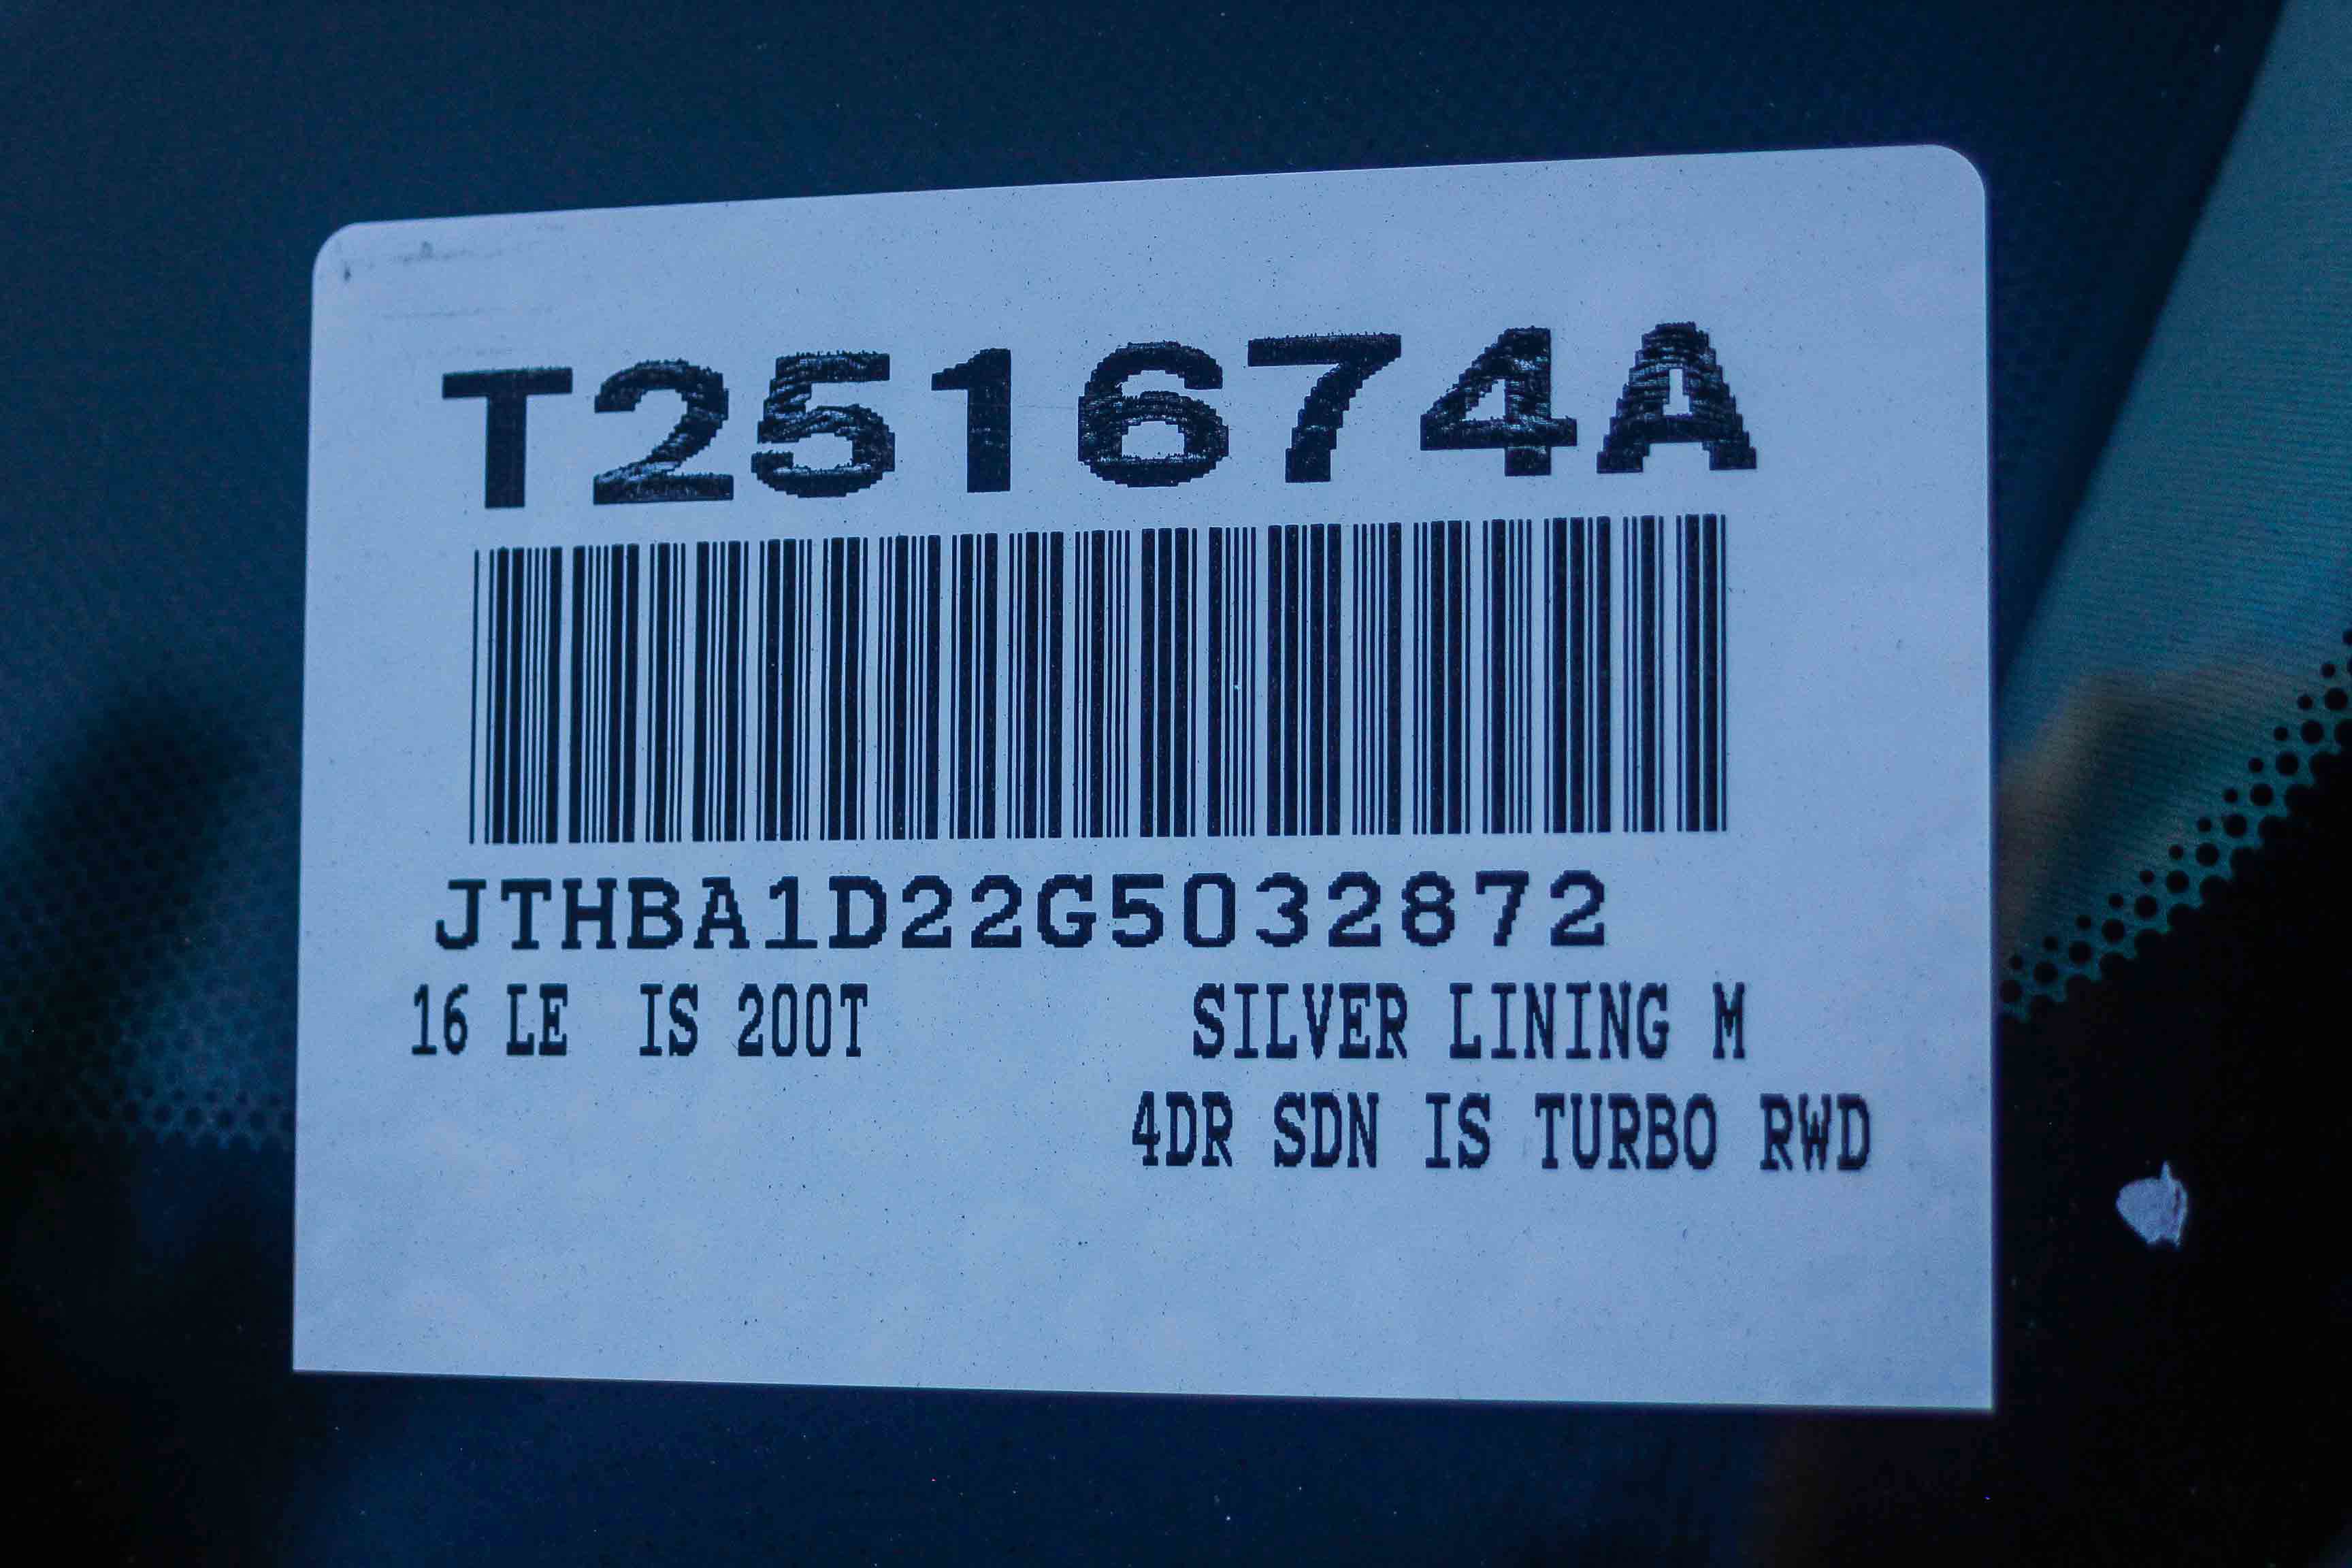 T251674A
JTHBA1D22G5032872
16 LE IS 200T SILVER LINING M
4DR SDN IS TURBO RWD